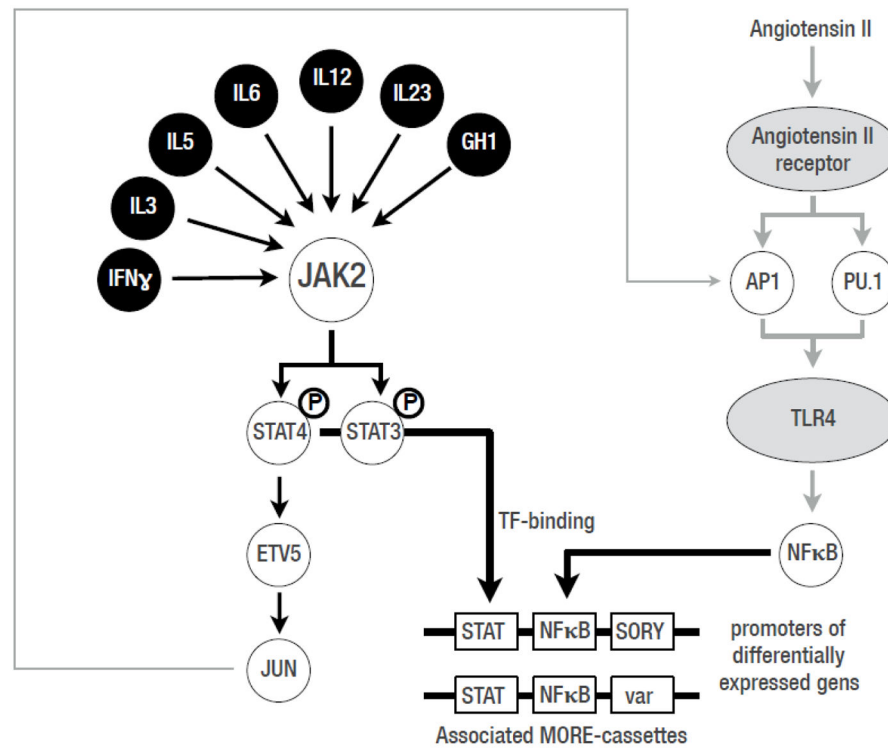 Angiotensin II
IL12
IL6
IL23
IL5
GH1
Angiotensin II
receptor
IL3
IFNγ
JAK2
AP1
PU.1
P
P
STAT4
STAT3
TLR4
TF-binding
ETV5
NFκB
STAT
NFκB
SORY
promoters of
differentially
expressed gens
JUN
STAT
NFκB
var
Associated MORE-cassettes